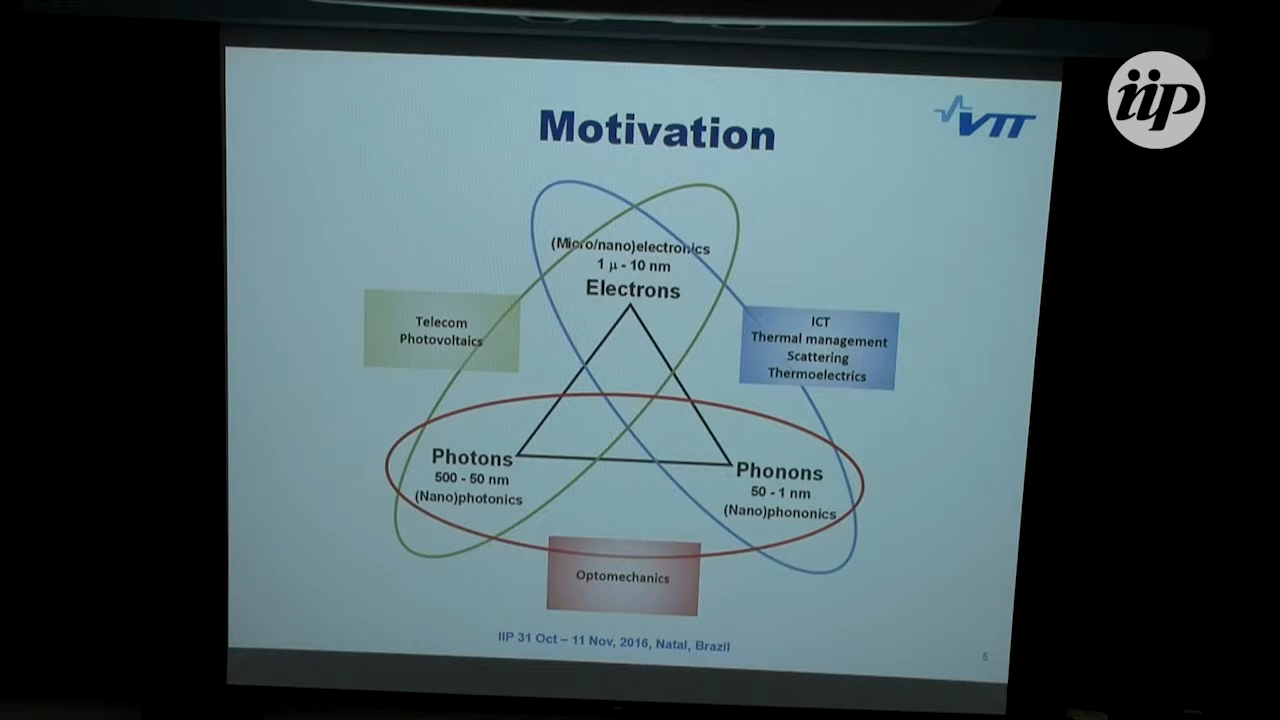 iip
VTT
Motivation
(Micro/nano)electronics
1 μ - 10 nm
Electrons
Telecom
Photovoltaics
ICT
Thermal management
Scattering
Thermoelectrics
Photons
500 - 50 nm
(Nano)photonics
Phonons
50 - 1 nm
(Nano)phononics
Optomechanics
IIP 31 Oct – 11 Nov, 2016, Natal, Brazil
5